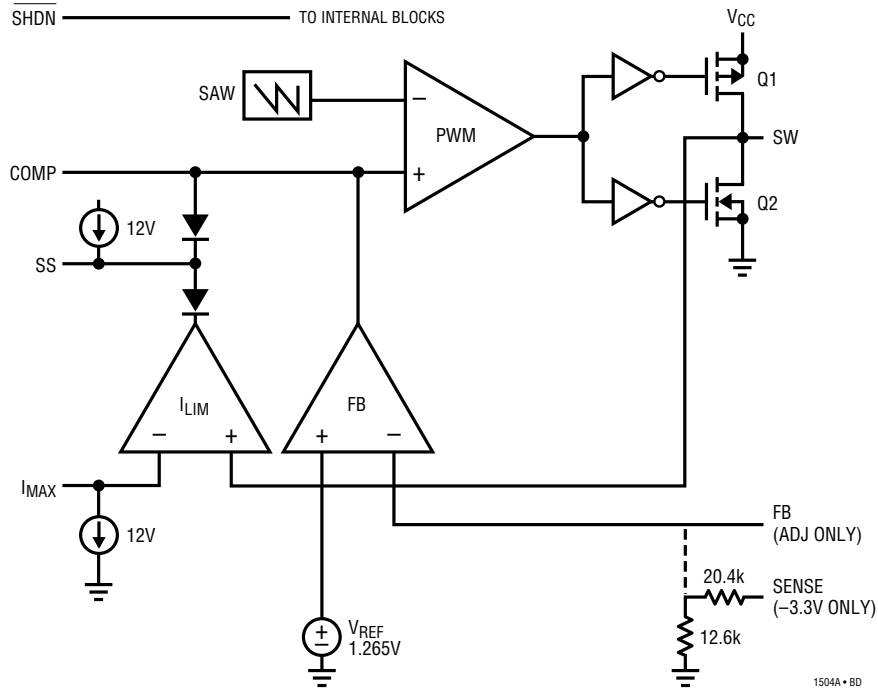 SHDN
TO INTERNAL BLOCKS
VCC
SAW
−
PWM
+
Q1
SW
COMP
Q2
12V
SS
ILIM
− +
FB
+ −
IMAX
12V
FB
(ADJ ONLY)
20.4k
SENSE
(–3.3V ONLY)
12.6k
+
−
VREF
1.265V
1504A • BD